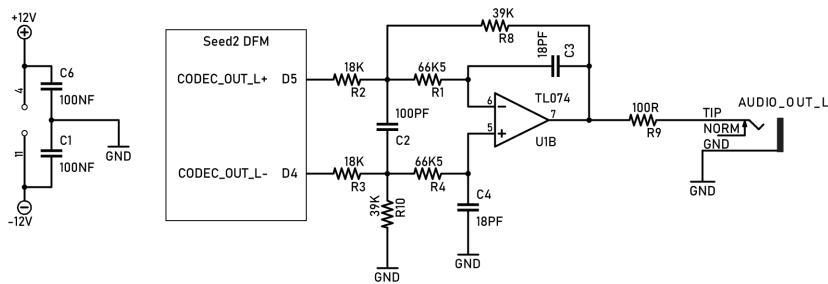 +12V
4
C6
100NF
11
C1
100NF
GND
-12V
Seed2 DFM
CODEC_OUT_L+ D5
CODEC_OUT_L- D4
18K
R2
18K
R3
39K
R8
66K5
R1
18PF
C3
100PF
C2
66K5
R4
39K
R10
GND
C4
18PF
GND
6
5
7
TL074
U1B
100R
R9
AUDIO_OUT_L
TIP
NORM
GND
GND